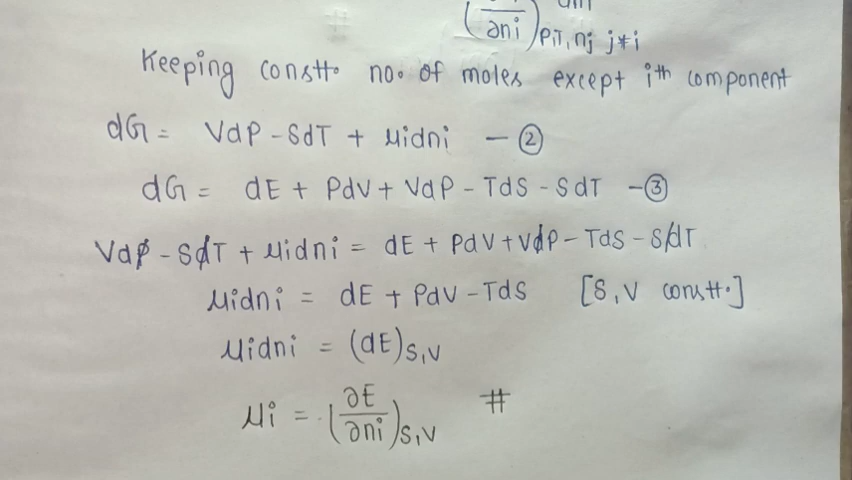 (∂ni)P,T,nj j≠i
Keeping constt. no. of moles except ith component
dG = VdP - SdT + μidni - ②
dG = dE + PdV + VdP - TdS - SdT - ③
VdP - SdT + μidni = dE + PdV + VdP - TdS - SdT
μidni = dE + PdV - TdS [S,V constt.]
μidni = (dE)S,V
μi = (∂E/∂ni)S,V #